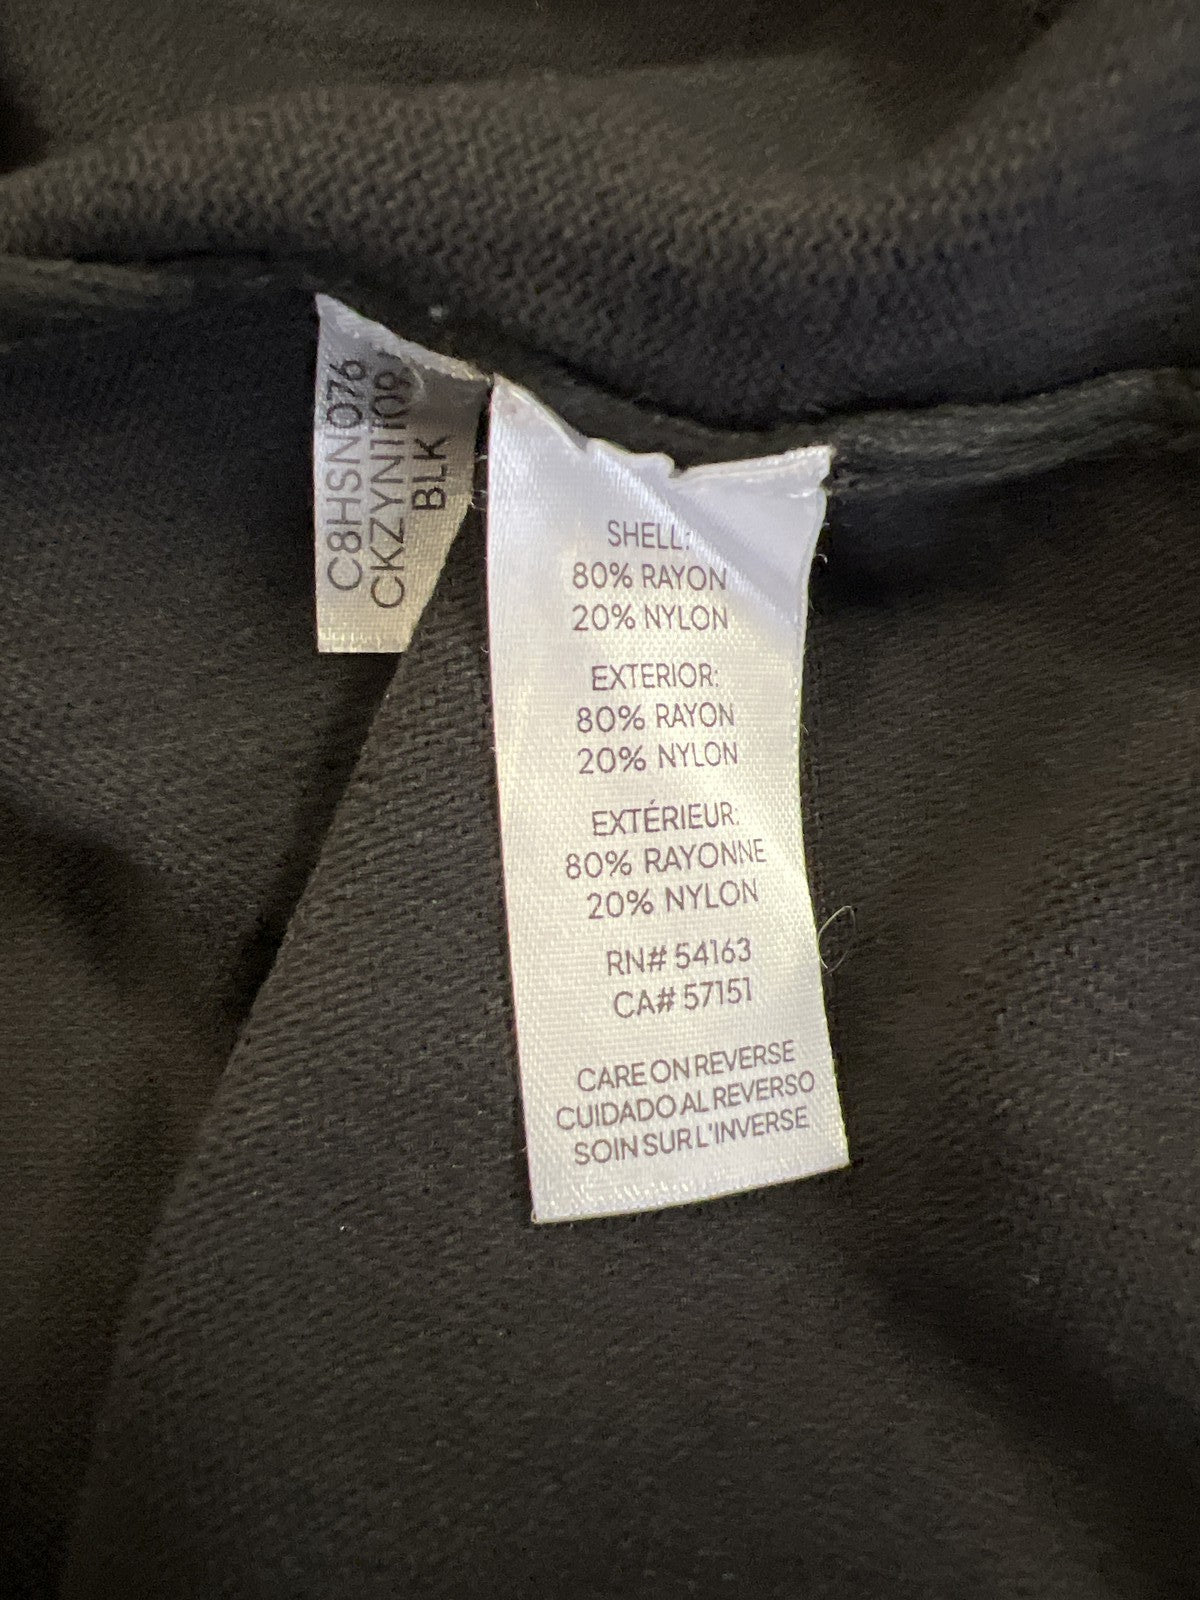 C8HSN076
CKZYN1109
BLK
SHELL:
80% RAYON
20% NYLON
EXTERIOR:
80% RAYON
20% NYLON
EXTÉRIEUR:
80% RAYONNE
20% NYLON
RN# 54163
CA# 57151
CARE ON REVERSE
CUIDADO AL REVERSO
SOIN SUR L'INVERSE